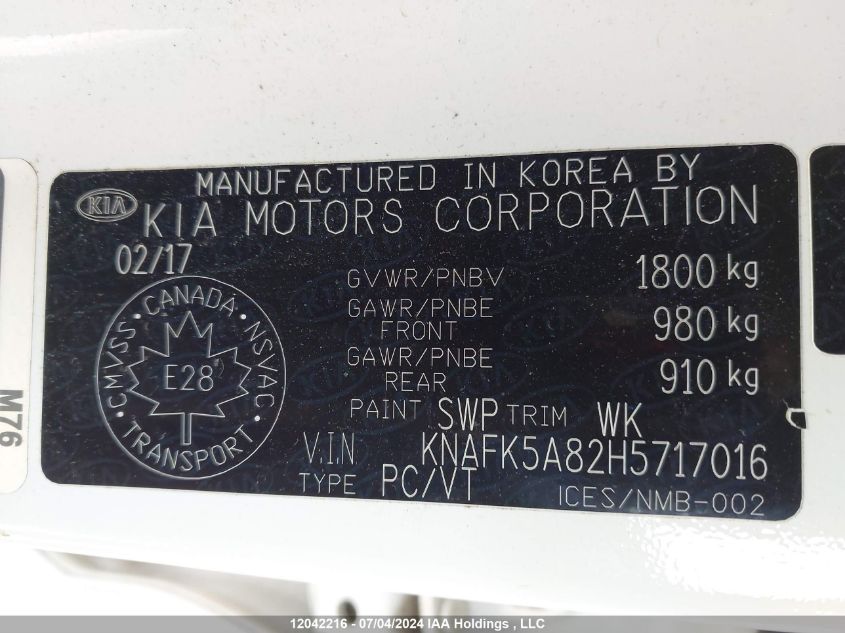 MANUFACTURED IN KOREA BY
KIA
KIA MOTORS CORPORATION
02/17
GVWR/PNBV 1800 kg
GAWR/PNBE
FRONT 980 kg
GAWR/PNBE
REAR 910 kg
CMVSS · CANADA · NSVAC ·
E28
TRANSPORT
PAINT SWP TRIM WK
V.I.N KNAFK5A82H5717016
TYPE PC/VT
ICES/NMB-002
M76
12042216 - 07/04/2024 IAA Holdings, LLC